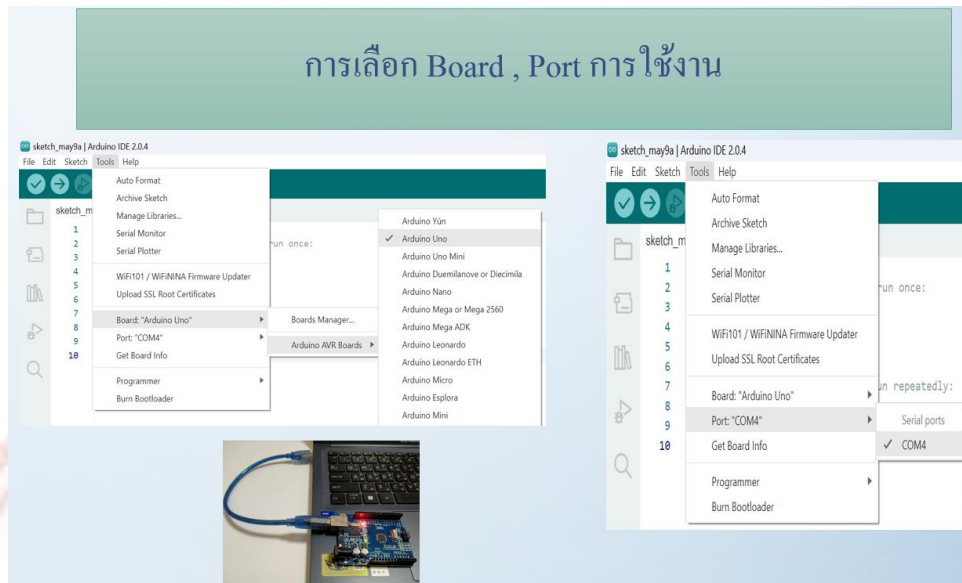 การเลือก Board , Port การใช้งาน
sketch_may9a | Arduino IDE 2.0.4
File Edit Sketch Tools Help
Auto Format
Archive Sketch
Manage Libraries...
Serial Monitor
Serial Plotter
WiFi101 / WiFiNINA Firmware Updater
Upload SSL Root Certificates
Board: "Arduino Uno"
Port: "COM4"
Get Board Info
Programmer
Burn Bootloader
sketch_m
1
2
3
4
5
6
7
8
9
10
run once:
Boards Manager...
Arduino AVR Boards
Arduino Yún
✓ Arduino Uno
Arduino Uno Mini
Arduino Duemilanove or Diecimila
Arduino Nano
Arduino Mega or Mega 2560
Arduino Mega ADK
Arduino Leonardo
Arduino Leonardo ETH
Arduino Micro
Arduino Esplora
Arduino Mini
sketch_may9a | Arduino IDE 2.0.4
File Edit Sketch Tools Help
Auto Format
Archive Sketch
Manage Libraries...
Serial Monitor
Serial Plotter
WiFi101 / WiFiNINA Firmware Updater
Upload SSL Root Certificates
Board: "Arduino Uno"
Port: "COM4"
Get Board Info
Programmer
Burn Bootloader
sketch_m
1
2
3
4
5
6
7
8
9
10
run once:
un repeatedly:
Serial ports
✓ COM4